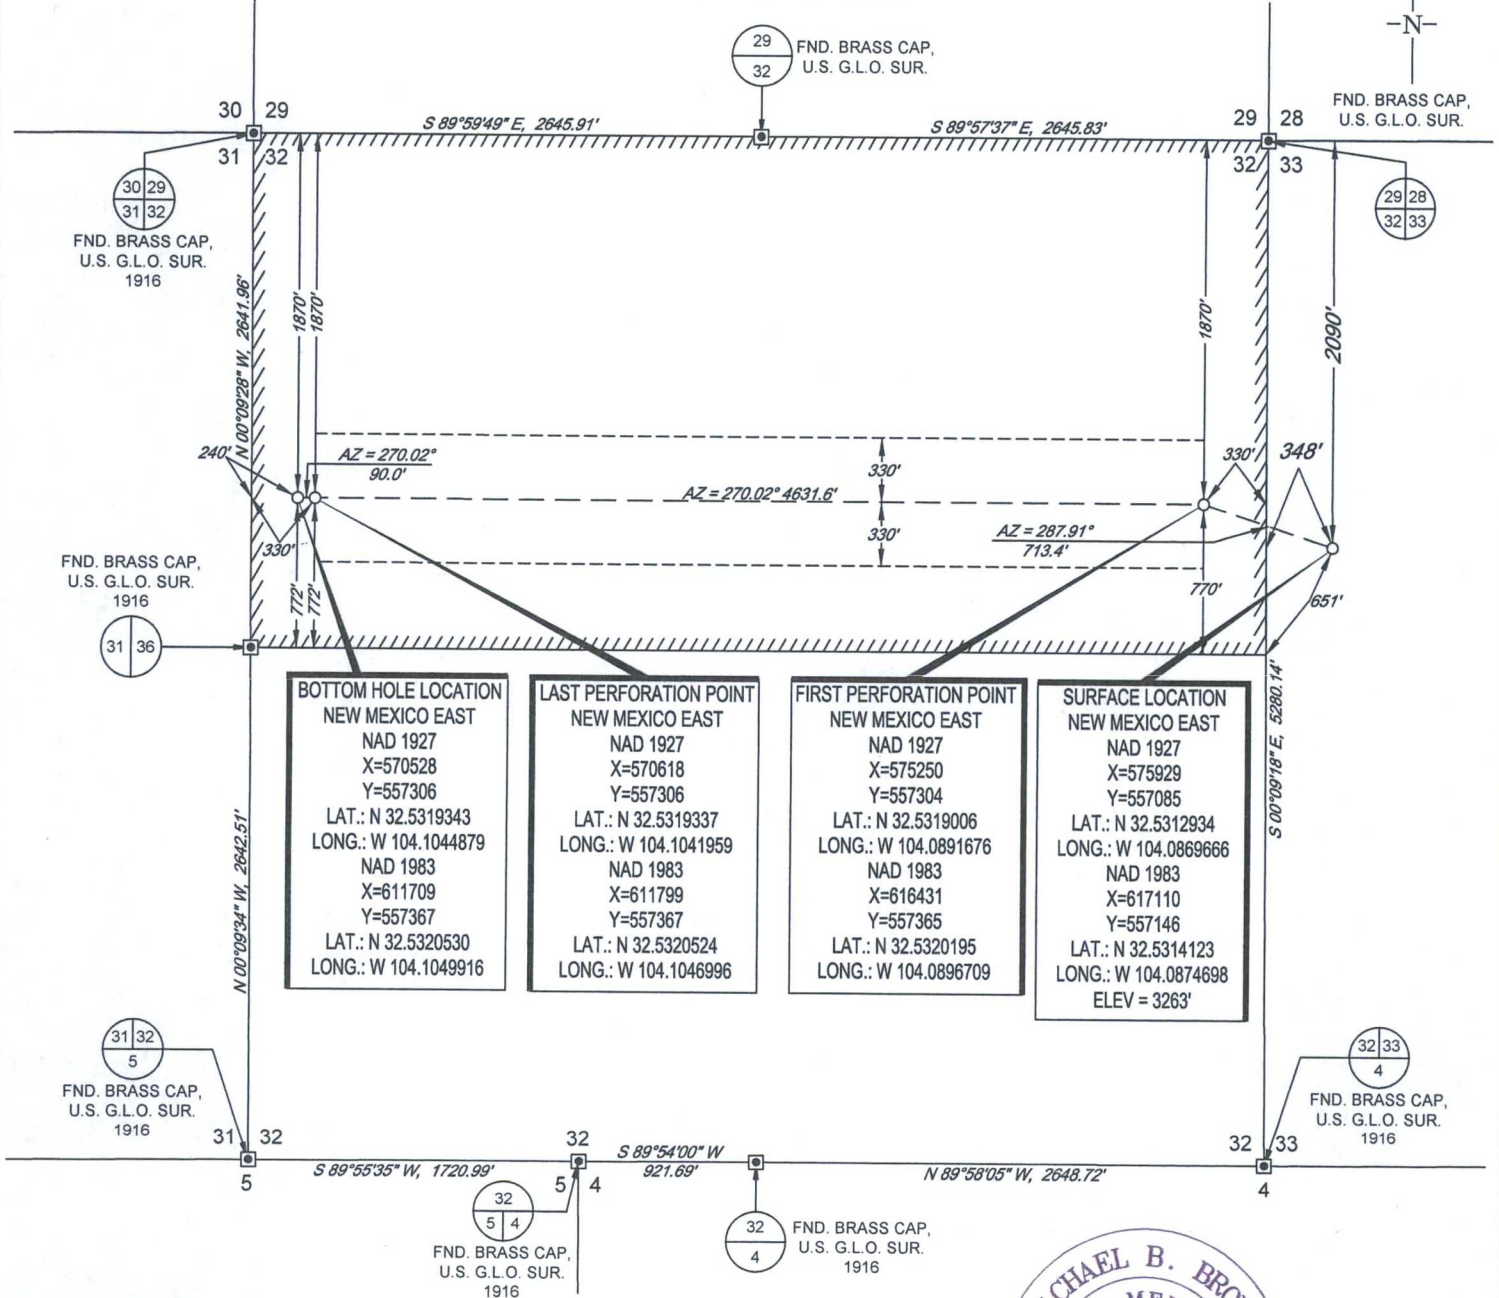 -N-
29
32
FND. BRASS CAP,
U.S. G.L.O. SUR.
FND. BRASS CAP,
U.S. G.L.O. SUR.
30 29
31 32
S 89°59'49" E, 2645.91'
S 89°57'37" E, 2645.83'
29 28
32 33
30 29
31 32
FND. BRASS CAP,
U.S. G.L.O. SUR.
1916
29 28
32 33
N 00°09'28" W, 2641.96'
1870'
1870'
1870'
2090'
240'
AZ = 270.02°
90.0'
330'
AZ = 270.02° 4631.6'
330'
330'
348'
330'
AZ = 287.91°
713.4'
772'
772'
770'
651'
FND. BRASS CAP,
U.S. G.L.O. SUR.
1916
31 36
BOTTOM HOLE LOCATION
NEW MEXICO EAST
NAD 1927
X=570528
Y=557306
LAT.: N 32.5319343
LONG.: W 104.1044879
NAD 1983
X=611709
Y=557367
LAT.: N 32.5320530
LONG.: W 104.1049916
LAST PERFORATION POINT
NEW MEXICO EAST
NAD 1927
X=570618
Y=557306
LAT.: N 32.5319337
LONG.: W 104.1041959
NAD 1983
X=611799
Y=557367
LAT.: N 32.5320524
LONG.: W 104.1046996
FIRST PERFORATION POINT
NEW MEXICO EAST
NAD 1927
X=575250
Y=557304
LAT.: N 32.5319006
LONG.: W 104.0891676
NAD 1983
X=616431
Y=557365
LAT.: N 32.5320195
LONG.: W 104.0896709
SURFACE LOCATION
NEW MEXICO EAST
NAD 1927
X=575929
Y=557085
LAT.: N 32.5312934
LONG.: W 104.0869666
NAD 1983
X=617110
Y=557146
LAT.: N 32.5314123
LONG.: W 104.0874698
ELEV = 3263'
S 00°09'18" E, 5280.14'
N 00°09'34" W, 2642.51'
31 32
5
FND. BRASS CAP,
U.S. G.L.O. SUR.
1916
32 33
4
FND. BRASS CAP,
U.S. G.L.O. SUR.
1916
31 32
5
S 89°55'35" W, 1720.99'
32
5 4
S 89°54'00" W
921.69'
N 89°58'05" W, 2648.72'
32 33
4
32
5 4
FND. BRASS CAP,
U.S. G.L.O. SUR.
1916
32
4
FND. BRASS CAP,
U.S. G.L.O. SUR.
1916
CHAEL B. BRO